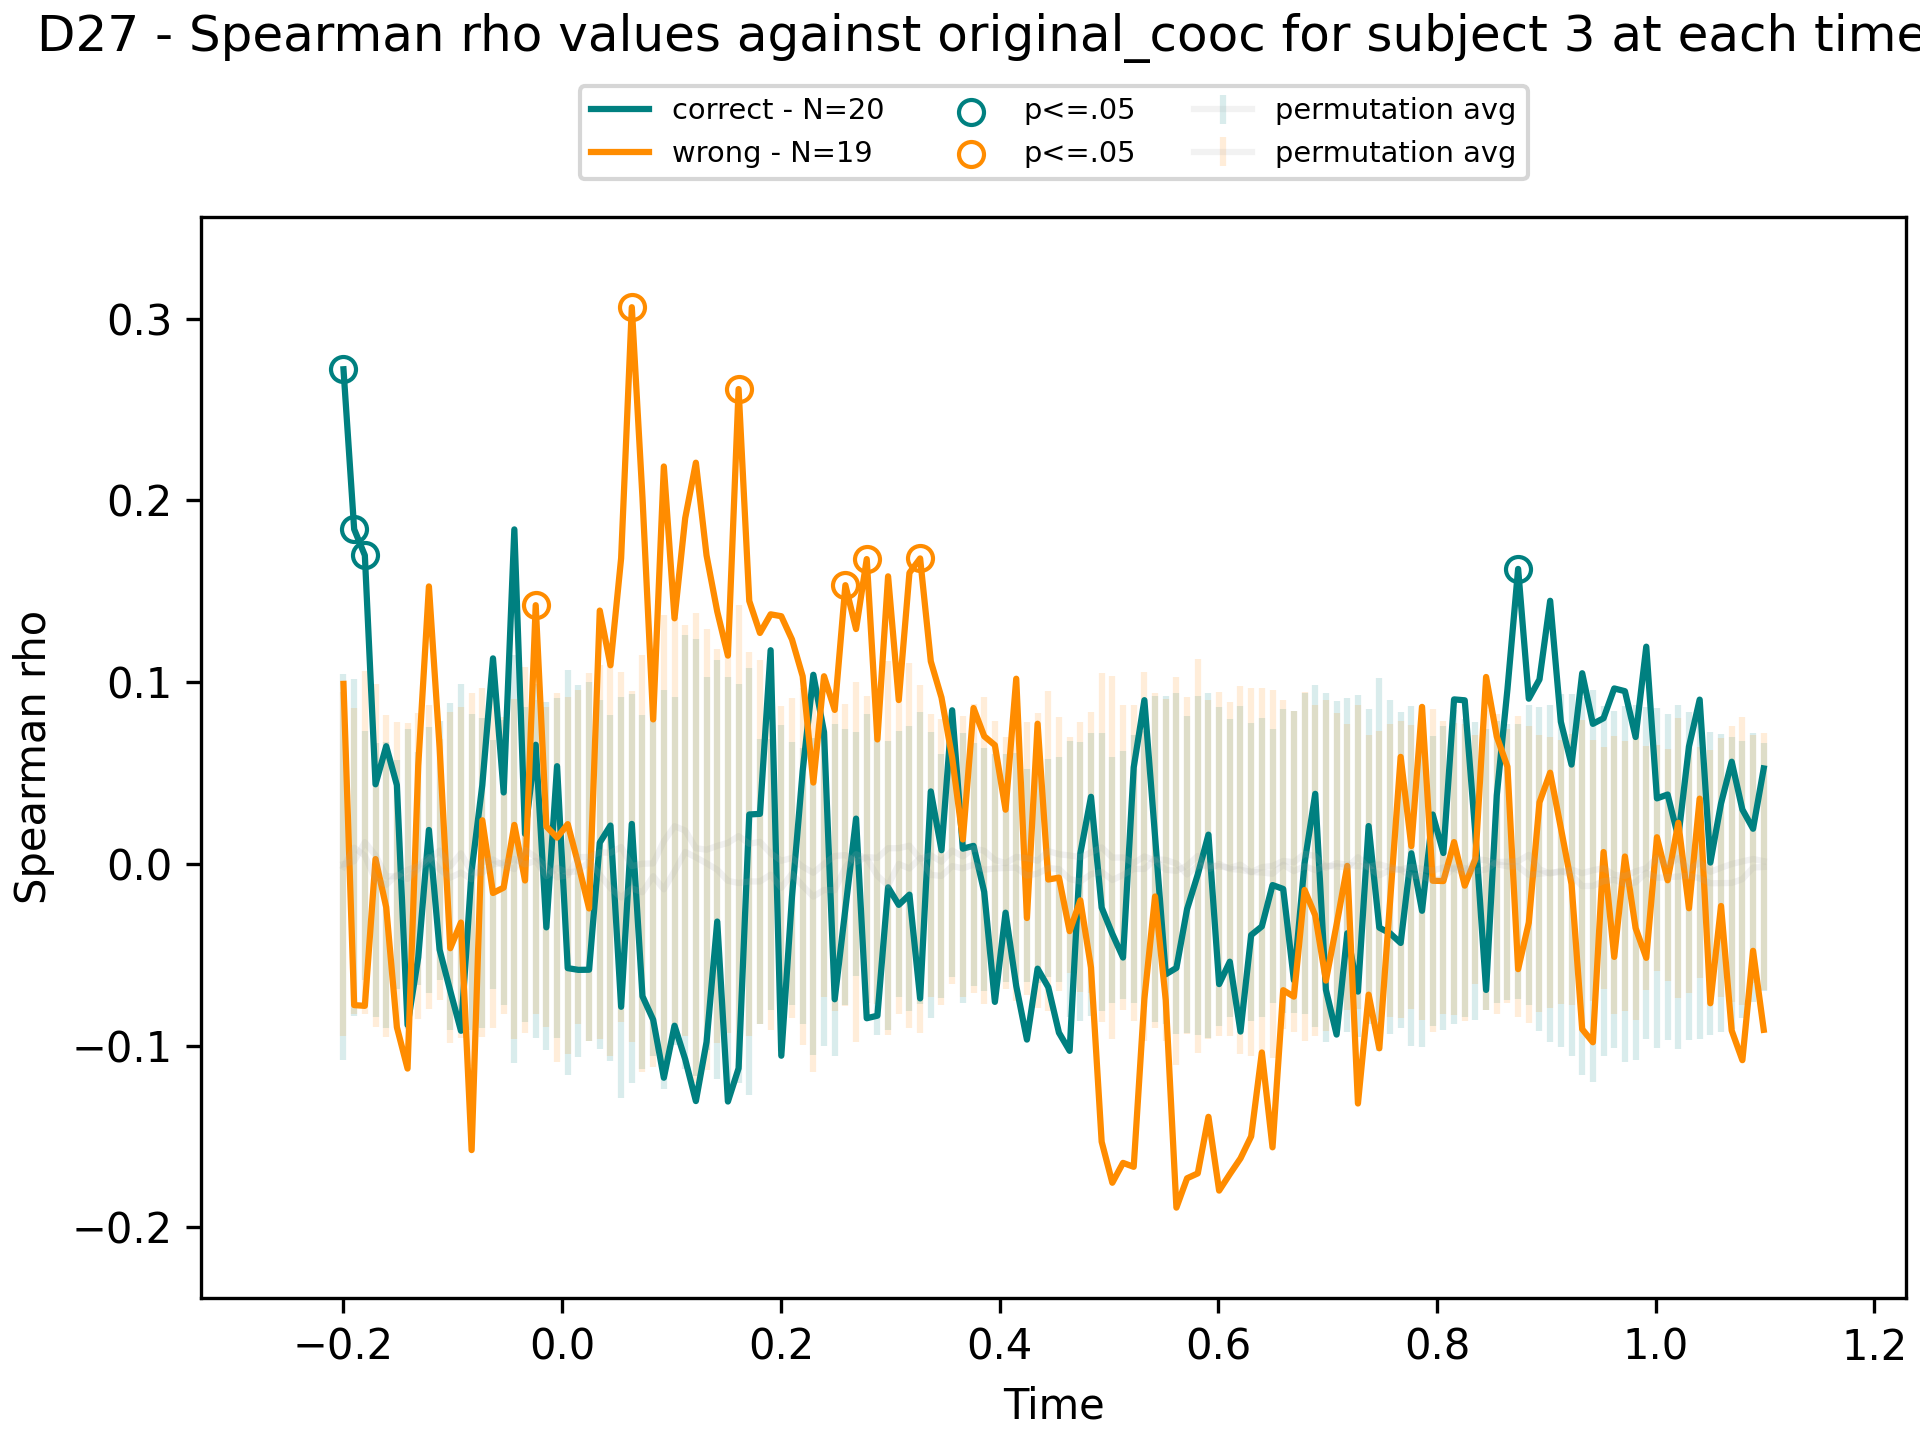 D27 - Spearman rho values against original_cooc for subject 3 at each time
correct - N=20
wrong - N=19
p<=.05
p<=.05
permutation avg
permutation avg
Spearman rho
0.3
0.2
0.1
0.0
−0.1
−0.2
−0.2 0.0 0.2 0.4 0.6 0.8 1.0 1.2
Time